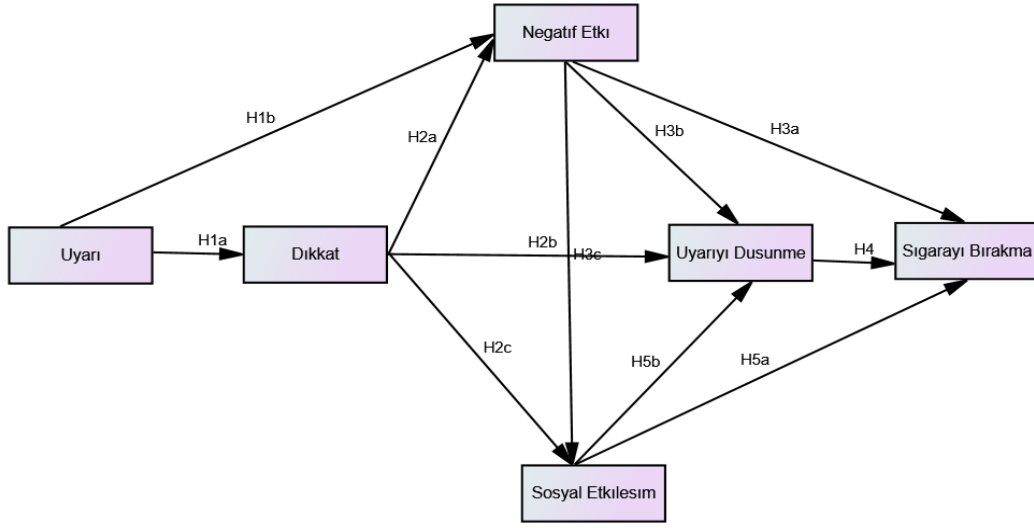 Negatıf Etkı
H1b
H2a
H3b
H3a
Uyarı
H1a
Dıkkat
H2b
H3c
Uyarıyı Dusunme
H4
Sıgarayı Bırakma
H2c
H5b
H5a
Sosyal Etkılesım